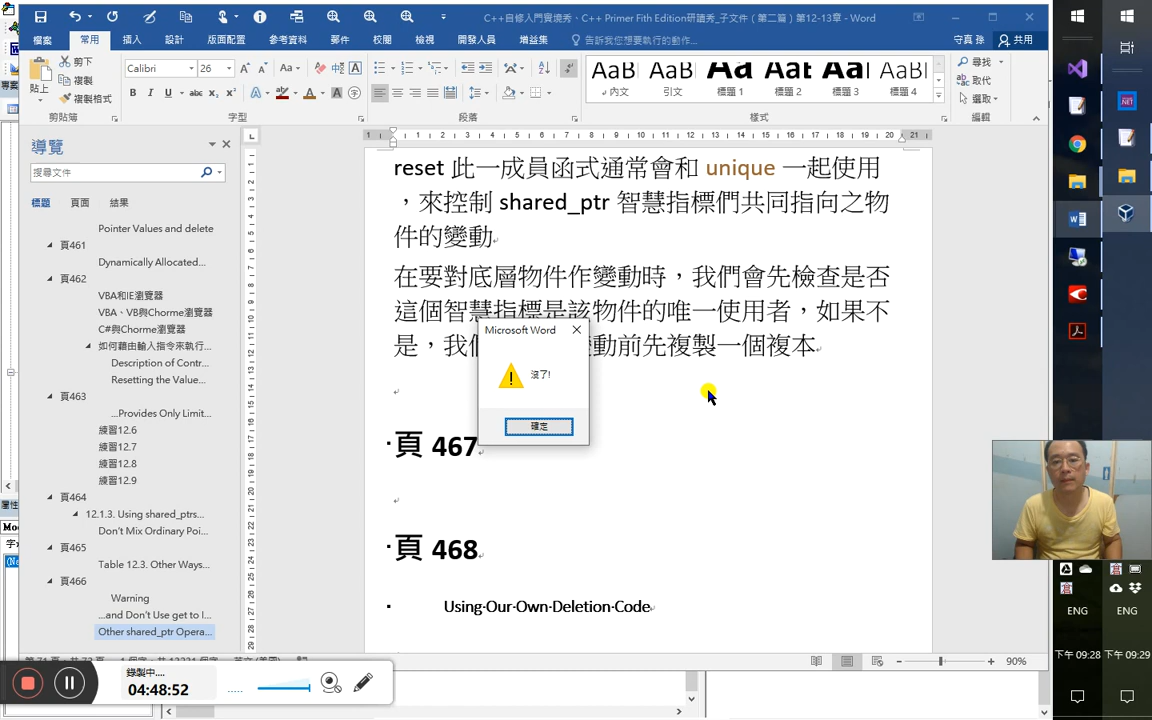 C++自修入門實境秀、C++ Primer Fith Edition研讀秀_子文件（第二篇）第12-13章 - Word
檔案 常用 插入 設計 版面配置 參考資料 郵件 校閱 檢視 開發人員 增益集 告訴我您想要執行的動作... 守真 孫 共用
貼上 剪下 複製 複製格式
Calibri 26
B I U abc
AaB AaB AaB Aat Aal AaBl
內文 引文 標題 1 標題 2 標題 3 標題 4
尋找 取代 選取
剪貼簿 字型 段落 樣式 編輯
導覽
搜尋文件
標題 頁面 結果
Pointer Values and delete
頁461
Dynamically Allocated...
頁462
VBA和IE瀏覽器
VBA、VB與Chorme瀏覽器
C#與Chorme瀏覽器
如何藉由輸入指令來執行...
Description of Contr...
Resetting the Value...
頁463
...Provides Only Limit...
練習12.6
練習12.7
練習12.8
練習12.9
頁464
12.1.3. Using shared_ptrs...
Don't Mix Ordinary Poi...
頁465
Table 12.3. Other Ways...
頁466
Warning
...and Don't Use get to I...
Other shared_ptr Opera...
reset 此一成員函式通常會和 unique 一起使用
，來控制 shared_ptr 智慧指標們共同指向之物
件的變動
在要對底層物件作變動時，我們會先檢查是否
這個智慧指標是該物件的唯一使用者，如果不
是，我們 動前先複製一個複本
Microsoft Word
沒了!
確定
頁 467
頁 468
Using Our Own Deletion Code
90%
錄製中....
04:48:52
ENG ENG
下午 09:28 下午 09:29